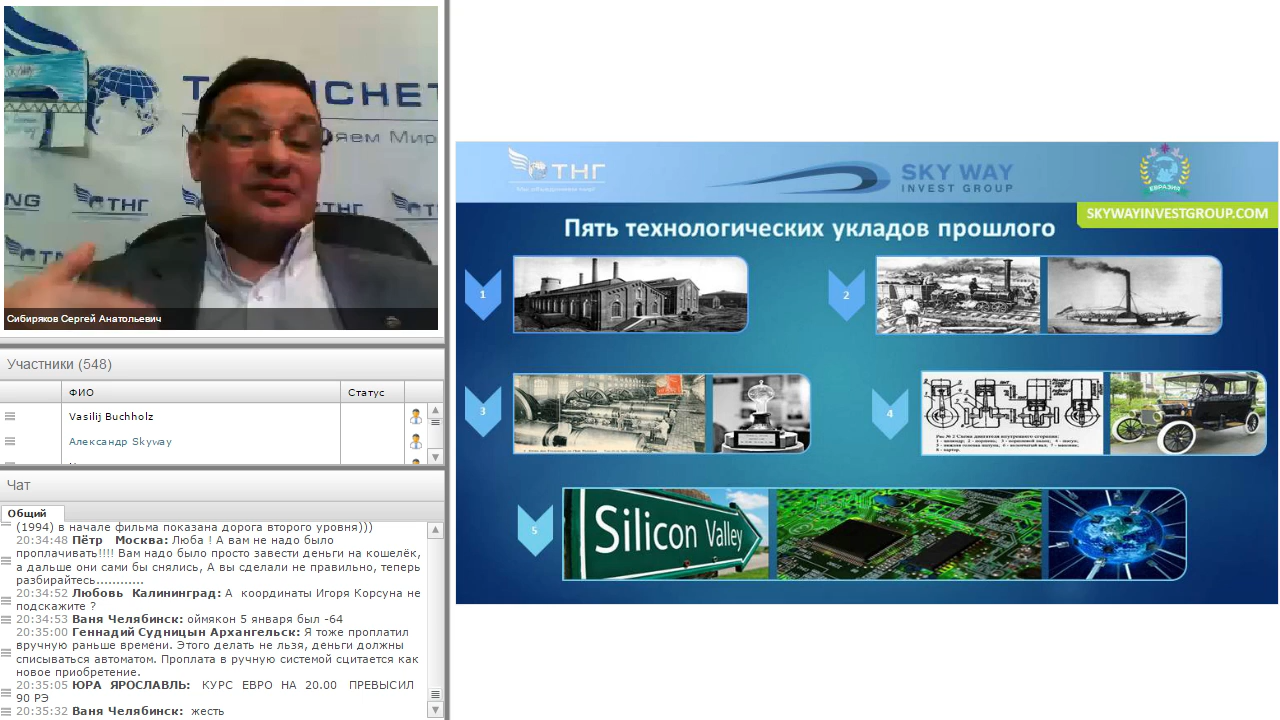 Сибиряков Сергей Анатольевич
Участники (548)
ФИО
Статус
Vasilij Buchholz
Александр Skyway
Чат
Общий
(1994) в начале фильма показана дорога второго уровня)))
20:34:48 Пётр Москва: Люба ! А вам не надо было
проплачивать!!!! Вам надо было просто завести деньги на кошелёк,
а дальше они сами бы снялись, А вы сделали не правильно, теперь
разбирайтесь............
20:34:52 Любовь Калининград: А координаты Игоря Корсуна не
подскажите ?
20:34:53 Ваня Челябинск: оймякон 5 января был -64
20:35:00 Геннадий Судницын Архангельск: Я тоже проплатил
вручную раньше времени. Этого делать не льзя, деньги должны
списываться автоматом. Проплата в ручную системой сцитается как
новое приобретение.
20:35:05 ЮРА ЯРОСЛАВЛЬ: КУРС ЕВРО НА 20.00 ПРЕВЫСИЛ
90 РЭ
20:35:32 Ваня Челябинск: жесть
ТНГ
SKY WAY
INVEST GROUP
ЕВРАЗИЯ
SKYWAYINVESTGROUP.COM
Пять технологических укладов прошлого
1
2
3
4
5
Silicon Valley